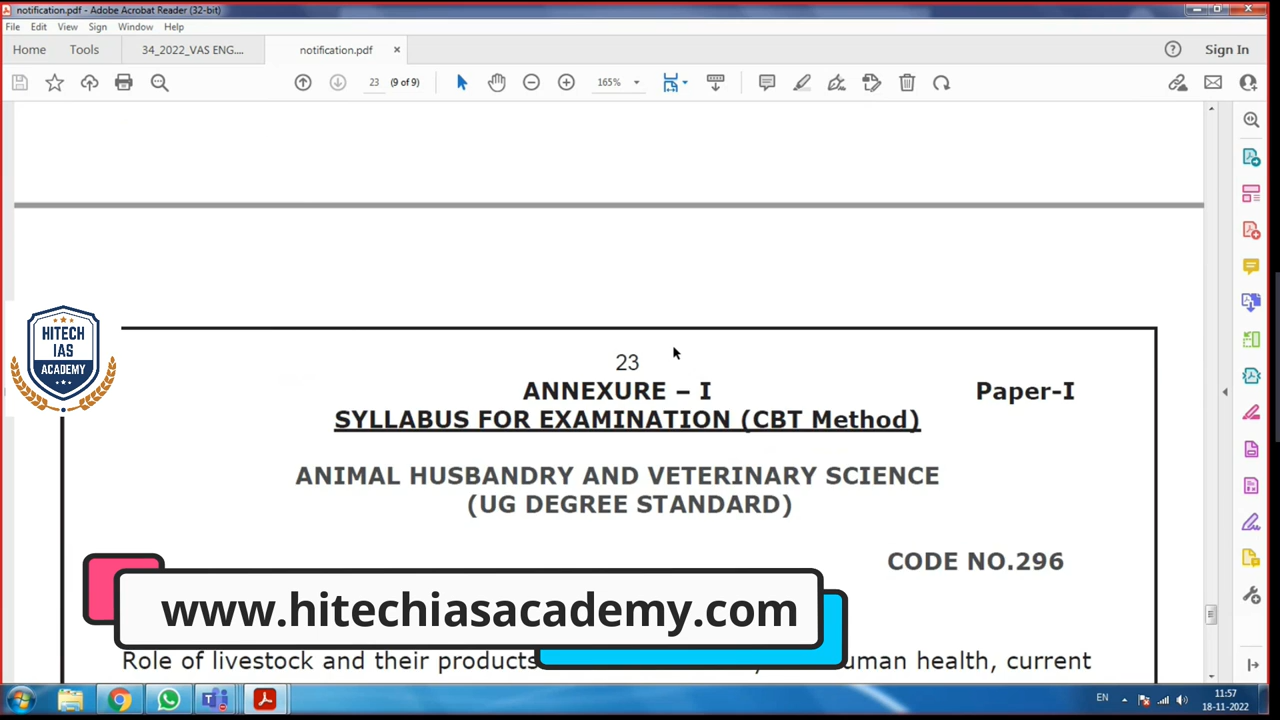 notification.pdf - Adobe Acrobat Reader (32-bit)
File Edit View Sign Window Help
Home Tools 34_2022_VAS ENG.... notification.pdf × Sign In
23 (9 of 9) 165%
HITECH
IAS
ACADEMY
23
ANNEXURE – I Paper-I
SYLLABUS FOR EXAMINATION (CBT Method)
ANIMAL HUSBANDRY AND VETERINARY SCIENCE
(UG DEGREE STANDARD)
CODE NO.296
www.hitechiasacademy.com
Role of livestock and their products human health, current
EN 11:57
18-11-2022